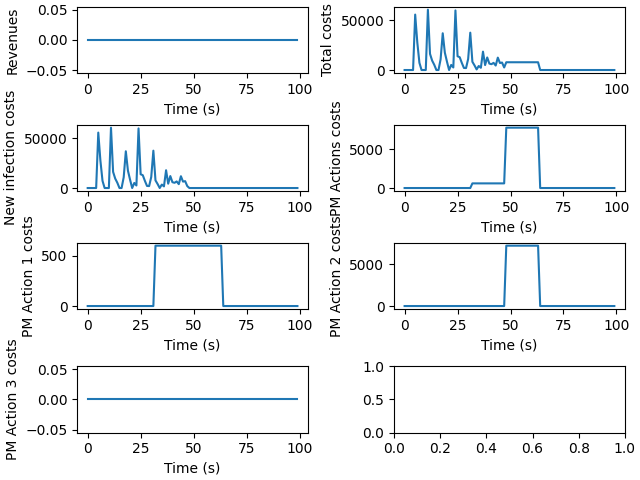 Revenues
0.05
0.00
−0.05
0 25 50 75 100
Time (s)
Total costs
50000
0
0 25 50 75 100
Time (s)
New infection costs
50000
0
0 25 50 75 100
Time (s)
PM Actions costs
5000
0
0 25 50 75 100
Time (s)
PM Action 1 costs
500
0
0 25 50 75 100
Time (s)
PM Action 2 costs
5000
0
0 25 50 75 100
Time (s)
PM Action 3 costs
0.05
0.00
−0.05
0 25 50 75 100
Time (s)
1.0
0.5
0.0
0.0 0.2 0.4 0.6 0.8 1.0